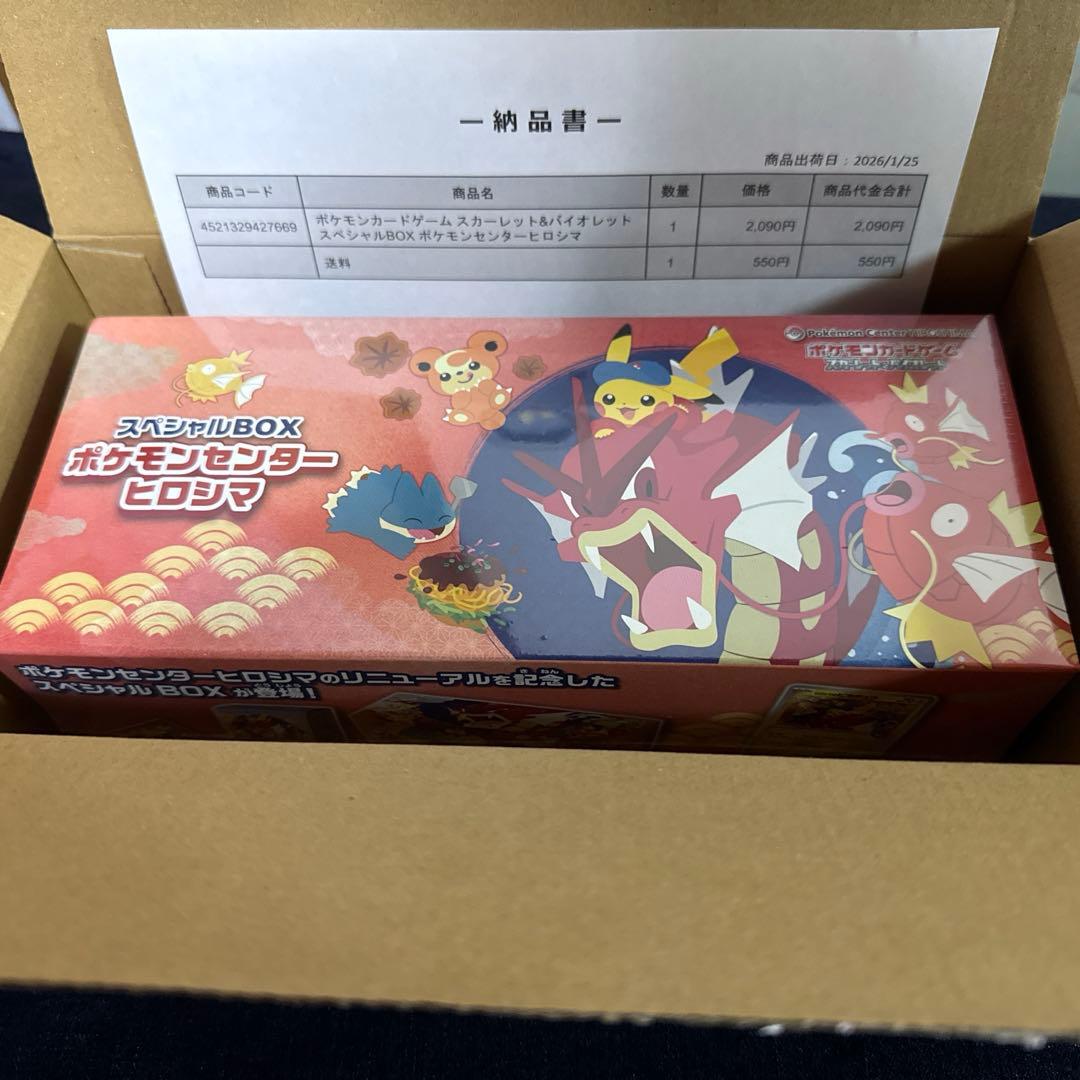 ー納品書ー
商品出荷日:2026/1/25
商品コード 商品名 数量 価格 商品代金合計
4521329427669 ポケモンカードゲーム スカーレット&バイオレット スペシャルBOX ポケモンセンターヒロシマ 1 2,090円 2,090円
送料 1 550円 550円
Pokémon Center HIROSHIMA
ポケモンカードゲーム
スペシャルBOX
ポケモンセンター
ヒロシマ
ポケモンセンターヒロシマのリニューアルを記念した
きねん
スペシャルBOXが登場!